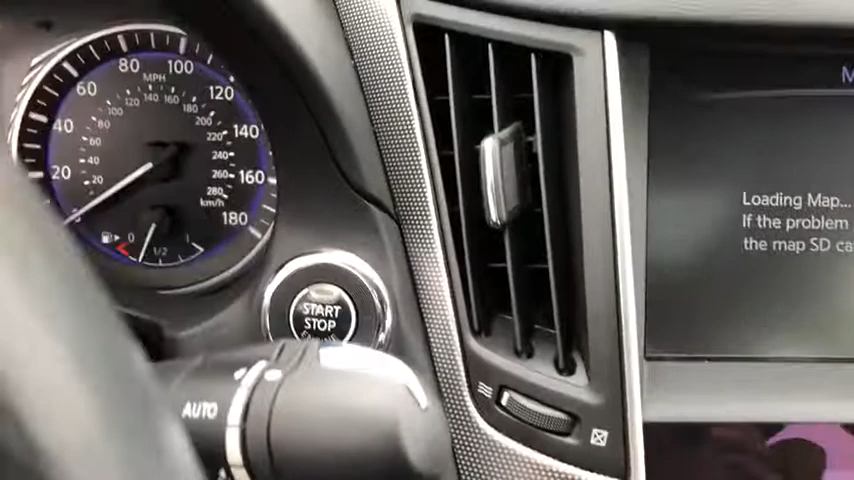 MPH
80
100
60
120
40
140
20
160
180
120
140
160
100
180
80
200
60
220
40
240
20
260
280
km/h
0
1/2
1
START
STOP
ENGINE
AUTO
M
Loading Map...
If the problem
the map SD ca